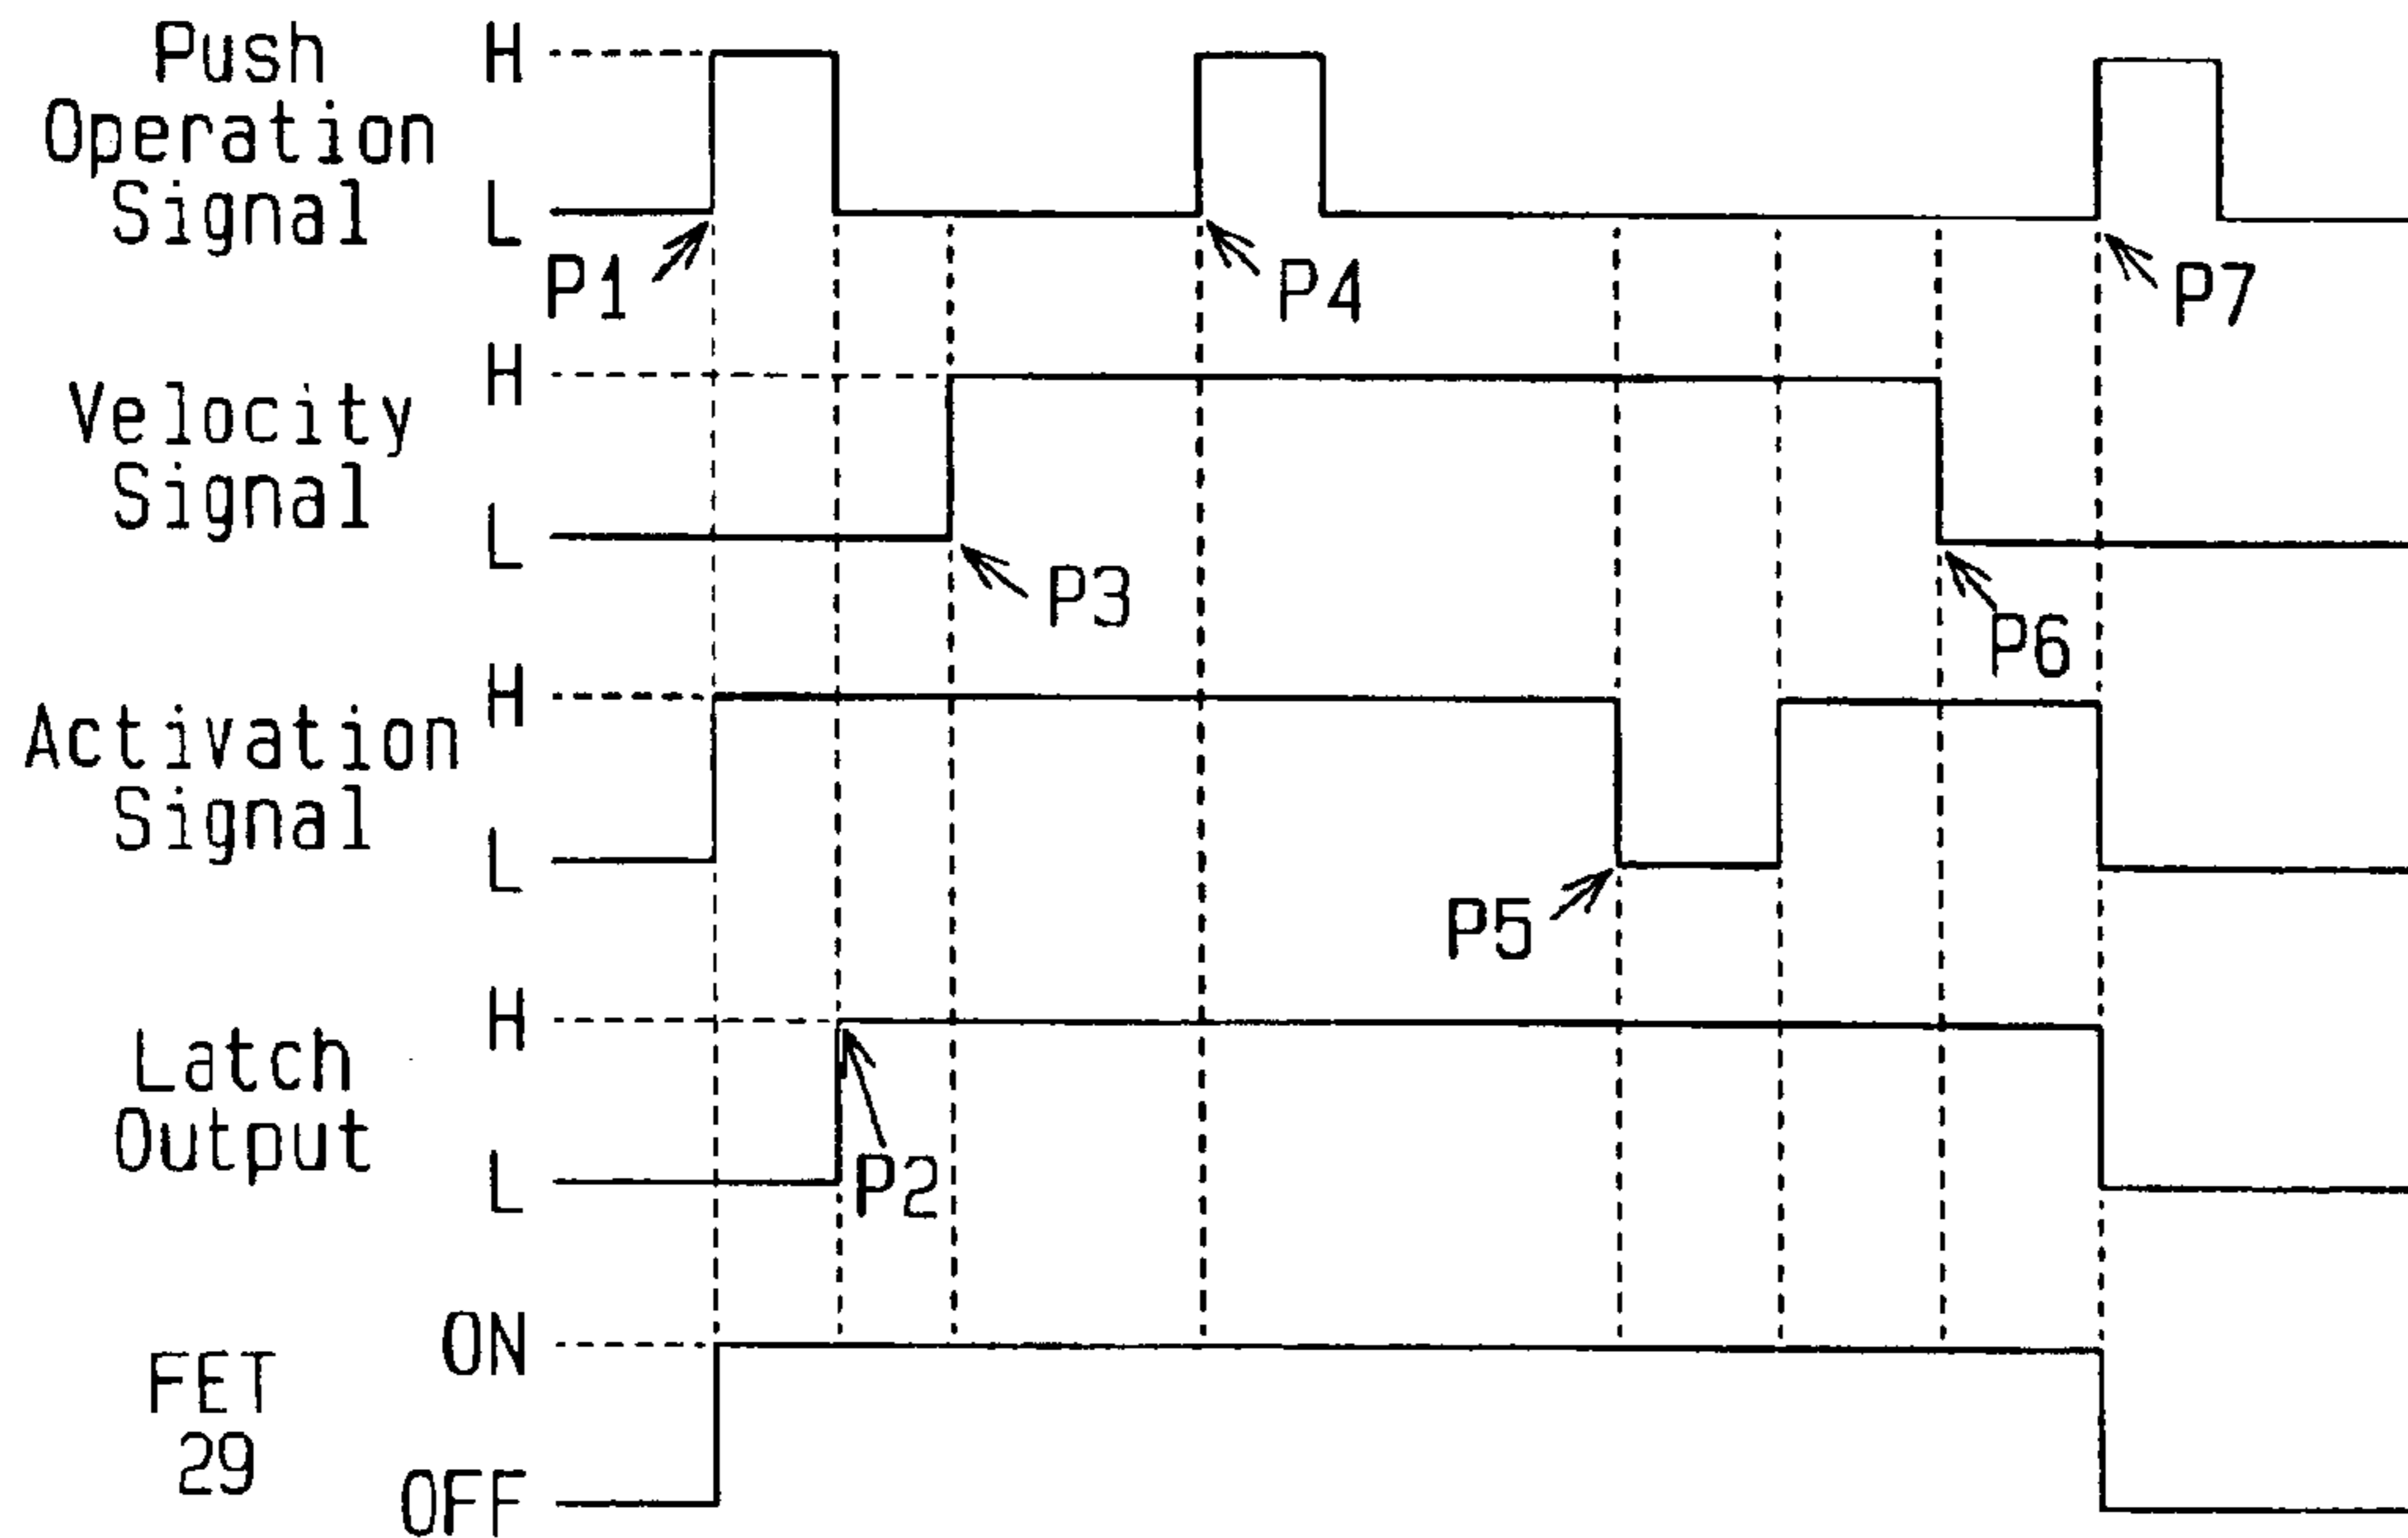 Push
Operation
Signal
H
L
P1
P4
P7
Velocity
Signal
H
L
P3
P6
Activation
Signal
H
L
P5
Latch
Output
H
L
P2
FET
29
ON
OFF